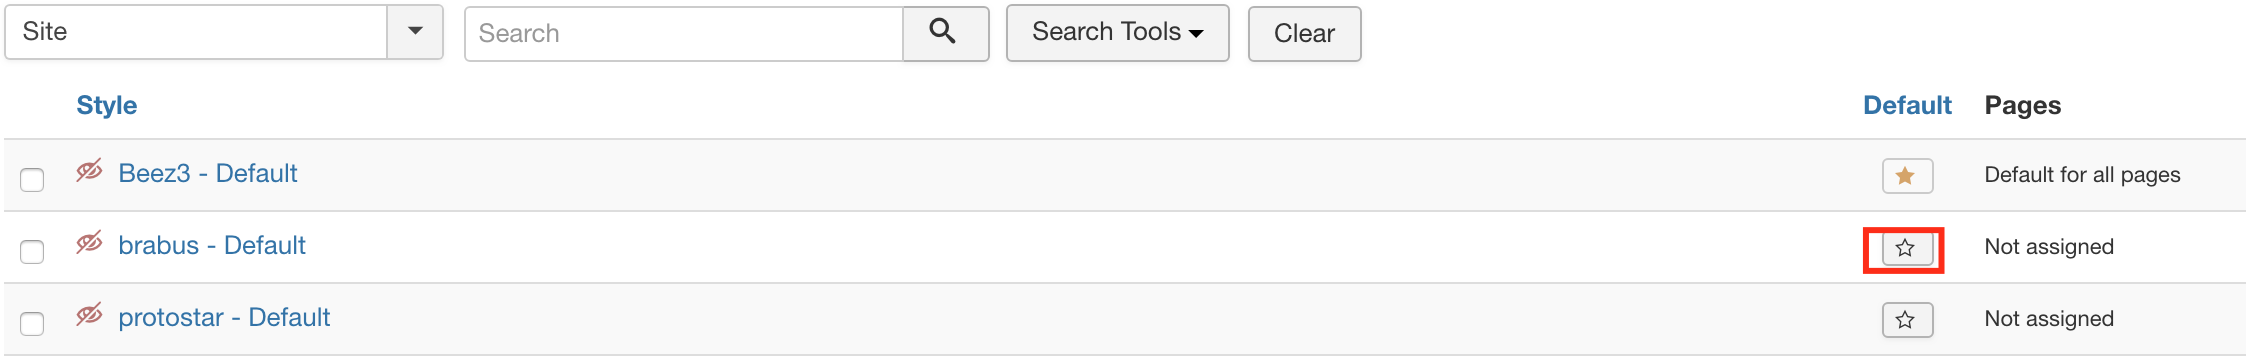 Site Search Search Tools Clear
Style Default Pages
Beez3 - Default Default for all pages
brabus - Default Not assigned
protostar - Default Not assigned